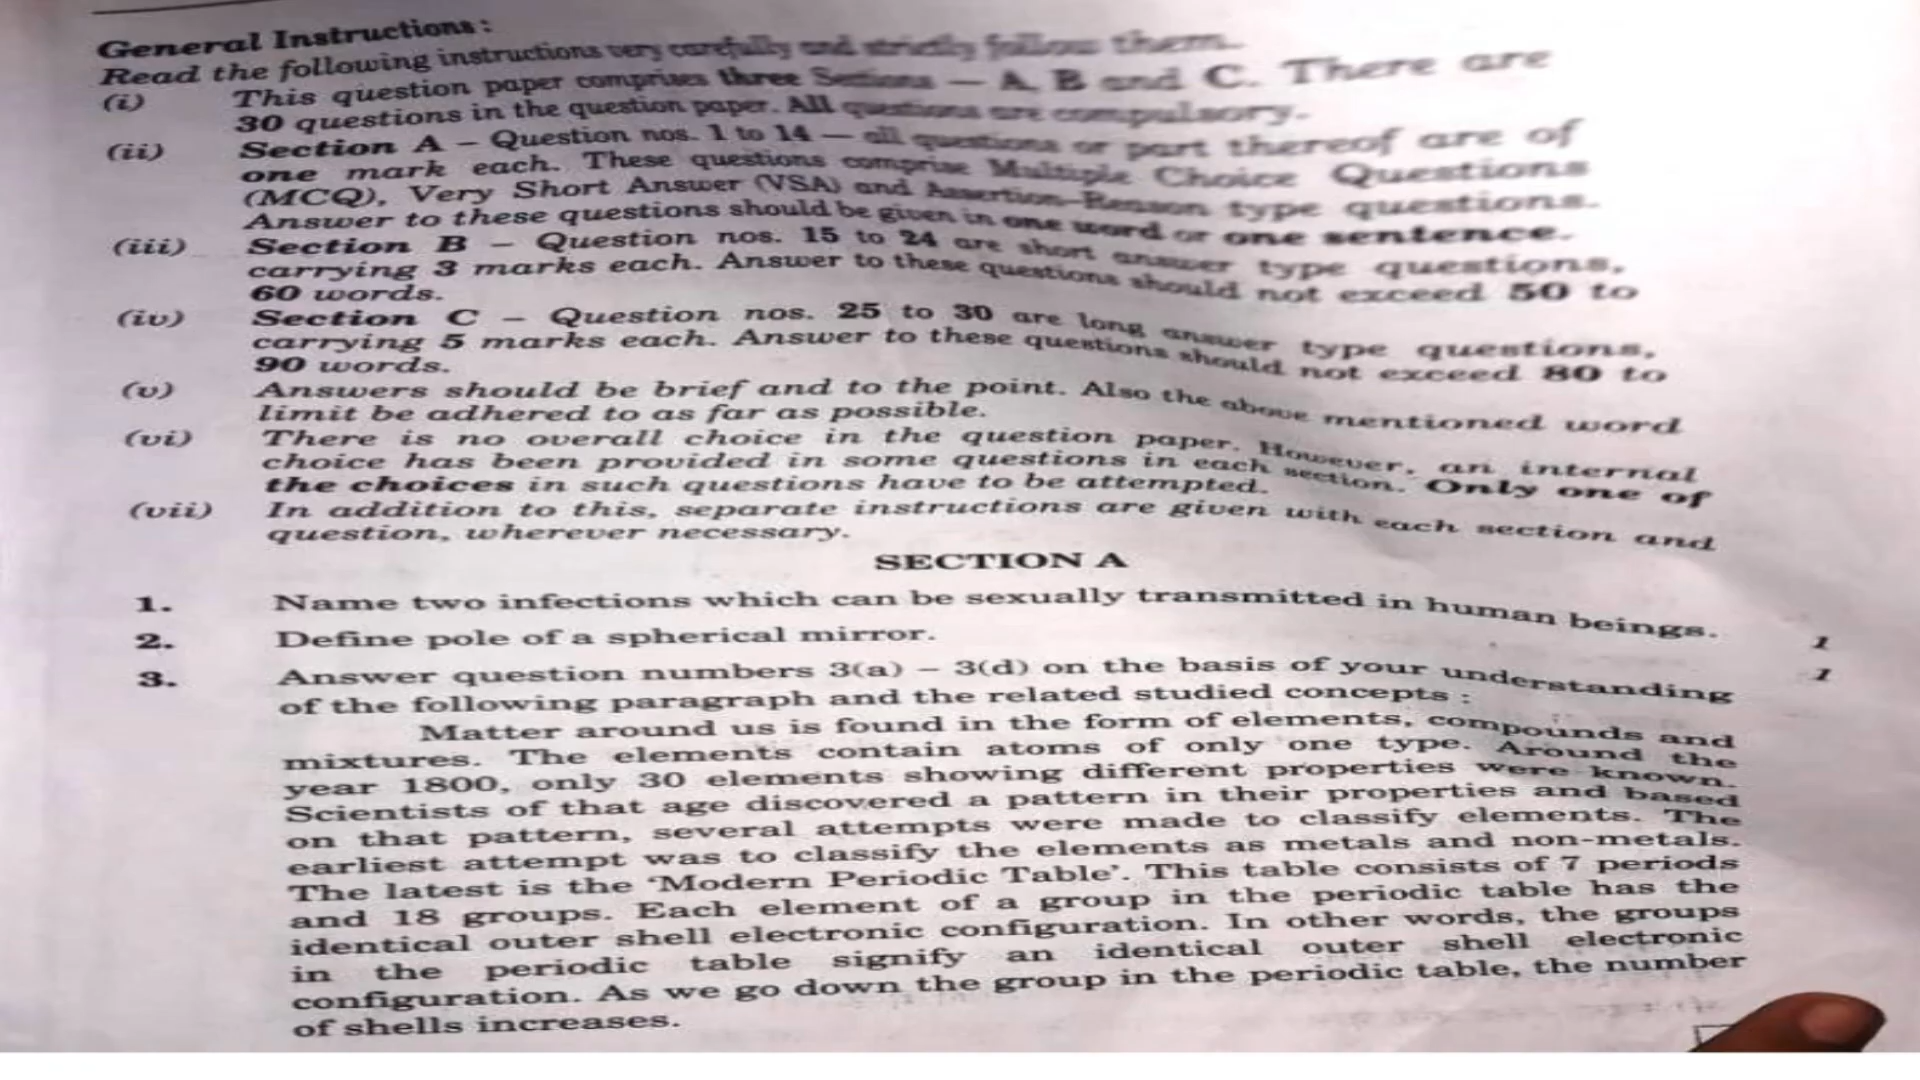 General Instructions :
Read the following instructions very carefully and strictly follow them.
(i) This question paper comprises three Sections – A, B and C. There are
30 questions in the question paper. All questions are compulsory.
(ii) Section A – Question nos. 1 to 14 – all questions or part thereof are of
one mark each. These questions comprise Multiple Choice Questions
(MCQ), Very Short Answer (VSA) and Assertion-Reason type questions.
Answer to these questions should be given in one word or one sentence.
(iii) Section B – Question nos. 15 to 24 are short answer type questions,
carrying 3 marks each. Answer to these questions should not exceed 50 to
60 words.
(iv) Section C – Question nos. 25 to 30 are long answer type questions,
carrying 5 marks each. Answer to these questions should not exceed 80 to
90 words.
(v) Answers should be brief and to the point. Also the above mentioned word
limit be adhered to as far as possible.
(vi) There is no overall choice in the question paper. However, an internal
choice has been provided in some questions in each section. Only one of
the choices in such questions have to be attempted.
(vii) In addition to this, separate instructions are given with each section and
question, wherever necessary.
SECTION A
1. Name two infections which can be sexually transmitted in human beings. 1
2. Define pole of a spherical mirror. 1
3. Answer question numbers 3(a) – 3(d) on the basis of your understanding
of the following paragraph and the related studied concepts :
Matter around us is found in the form of elements, compounds and
mixtures. The elements contain atoms of only one type. Around the
year 1800, only 30 elements showing different properties were known.
Scientists of that age discovered a pattern in their properties and based
on that pattern, several attempts were made to classify elements. The
earliest attempt was to classify the elements as metals and non-metals.
The latest is the 'Modern Periodic Table'. This table consists of 7 periods
and 18 groups. Each element of a group in the periodic table has the
identical outer shell electronic configuration. In other words, the groups
in the periodic table signify an identical outer shell electronic
configuration. As we go down the group in the periodic table, the number
of shells increases.